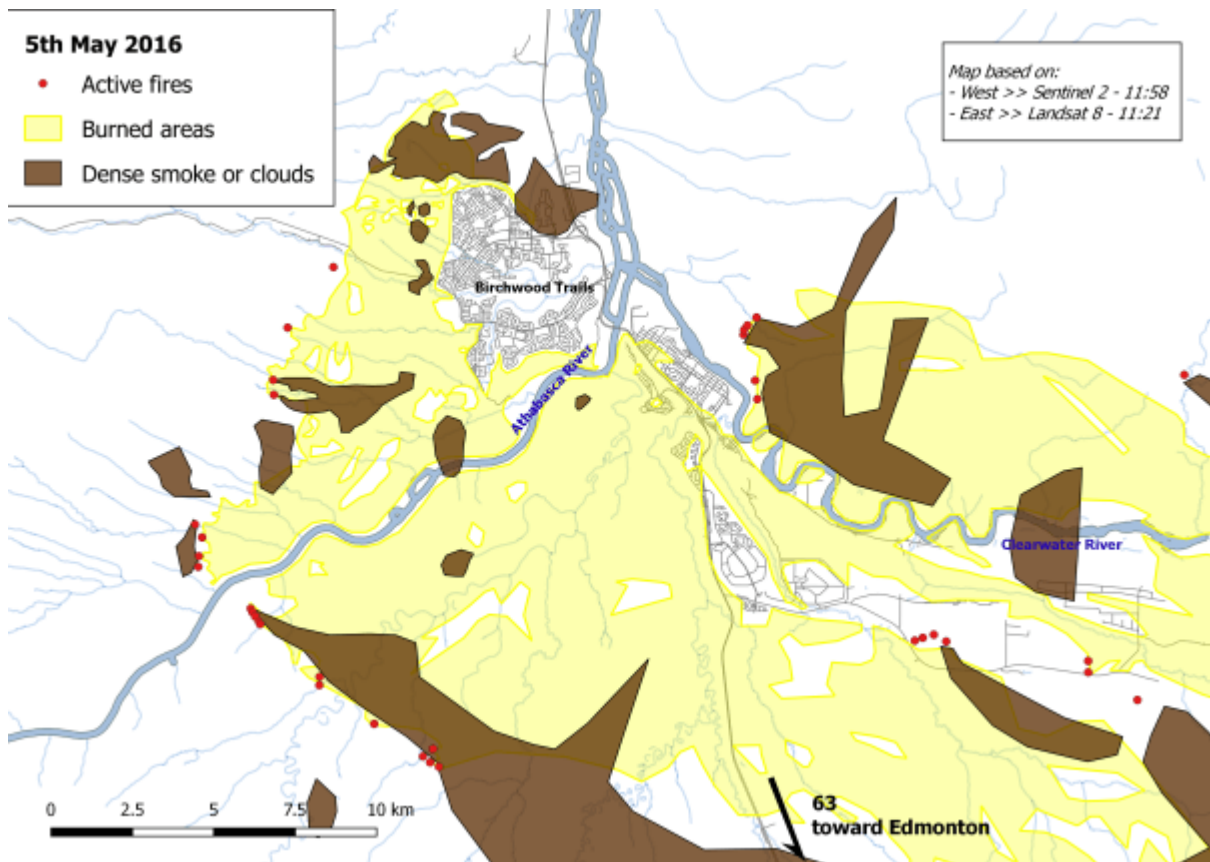 5th May 2016
Active fires
Burned areas
Dense smoke or clouds
Map based on:
- West >> Sentinel 2 - 11:58
- East >> Landsat 8 - 11:21
Birchwood Trails
Athabasca River
Clearwater River
0 2.5 5 7.5 10 km
63
toward Edmonton